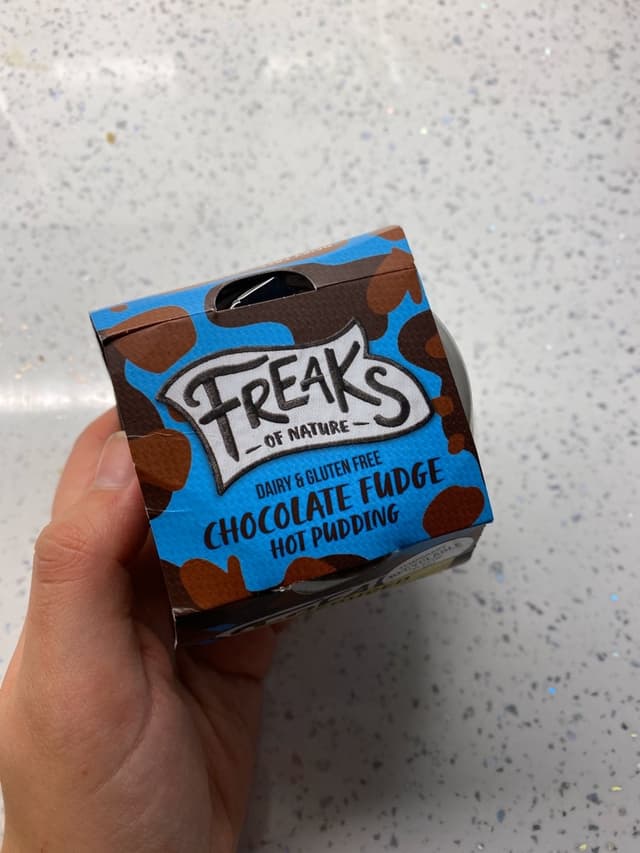 FREAKS
— OF NATURE —
DAIRY & GLUTEN FREE
CHOCOLATE FUDGE
HOT PUDDING